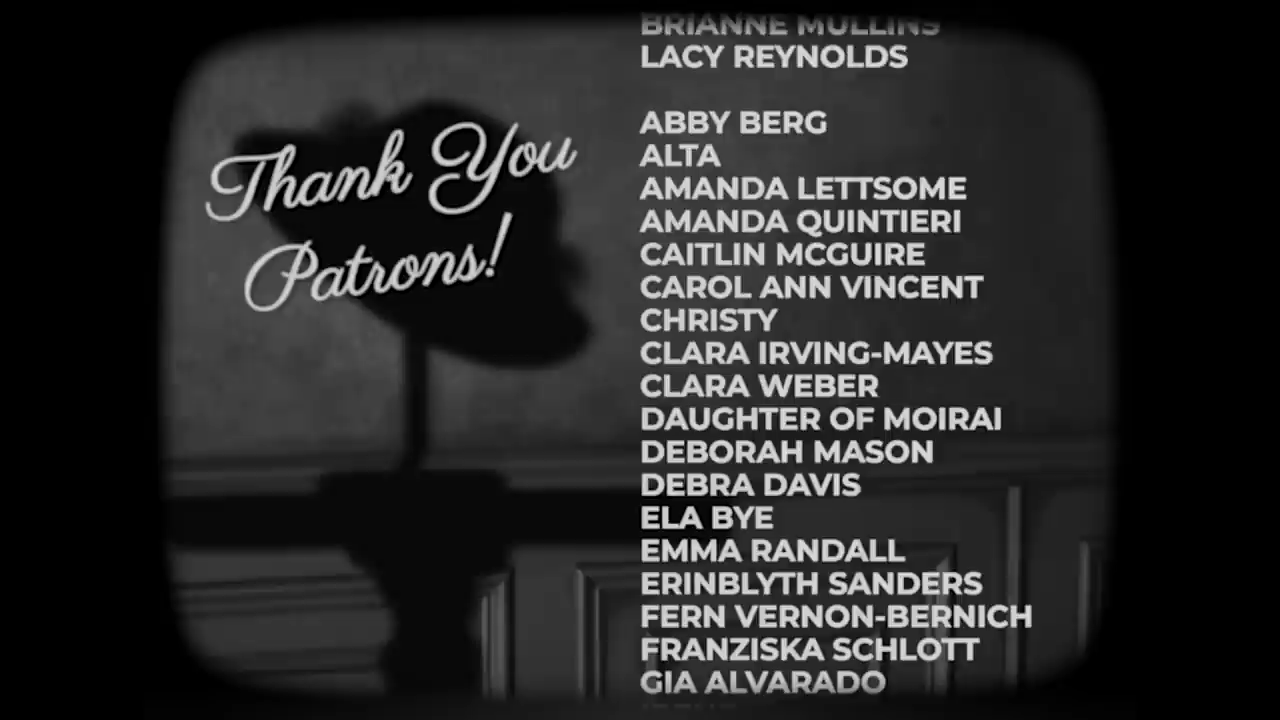 Thank You
Patrons!
BRIANNE MULLINS
LACY REYNOLDS
ABBY BERG
ALTA
AMANDA LETTSOME
AMANDA QUINTIERI
CAITLIN MCGUIRE
CAROL ANN VINCENT
CHRISTY
CLARA IRVING-MAYES
CLARA WEBER
DAUGHTER OF MOIRAI
DEBORAH MASON
DEBRA DAVIS
ELA BYE
EMMA RANDALL
ERINBLYTH SANDERS
FERN VERNON-BERNICH
FRANZISKA SCHLOTT
GIA ALVARADO